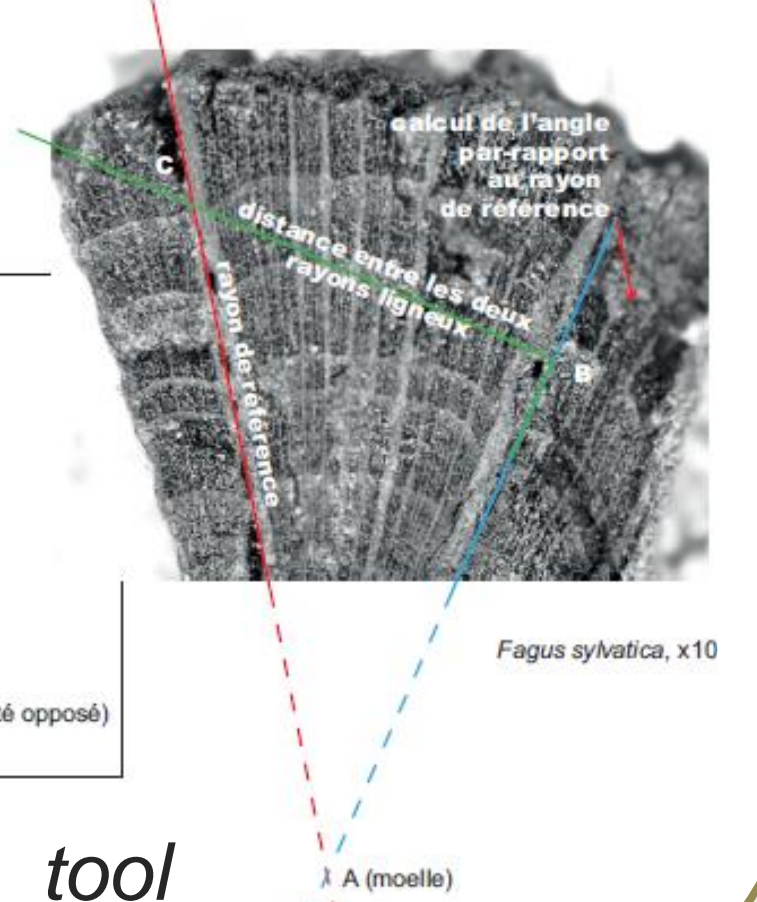 calcul de l'angle
par-rapport
au rayon
de référence
C
distance entre les deux
rayons ligneux
rayon de référence
B
Fagus sylvatica, x10
té opposé)
tool
A (moelle)